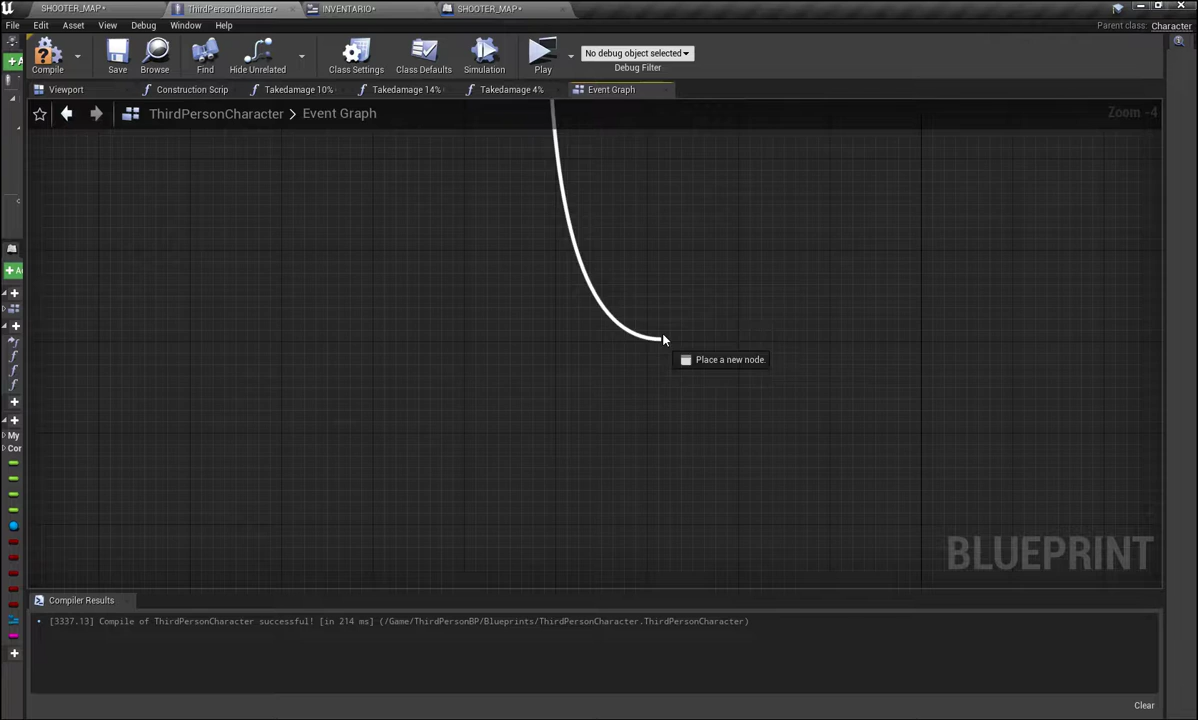 SHOOTER_MAP*
ThirdPersonCharacter*
INVENTARIO*
SHOOTER_MAP*
File
Edit
Asset
View
Debug
Window
Help
Parent class:
Character
Compile
Save
Browse
Find
Hide Unrelated
Class Settings
Class Defaults
Simulation
Play
No debug object selected
Debug Filter
Viewport
Construction Scrip
Takedamage 10%
Takedamage 14%
Takedamage 4%
Event Graph
ThirdPersonCharacter
Event Graph
Zoom -4
Place a new node.
My
Cor
BLUEPRINT
Compiler Results
[3337.13] Compile of ThirdPersonCharacter successful! [in 214 ms] (/Game/ThirdPersonBP/Blueprints/ThirdPersonCharacter.ThirdPersonCharacter)
Clear